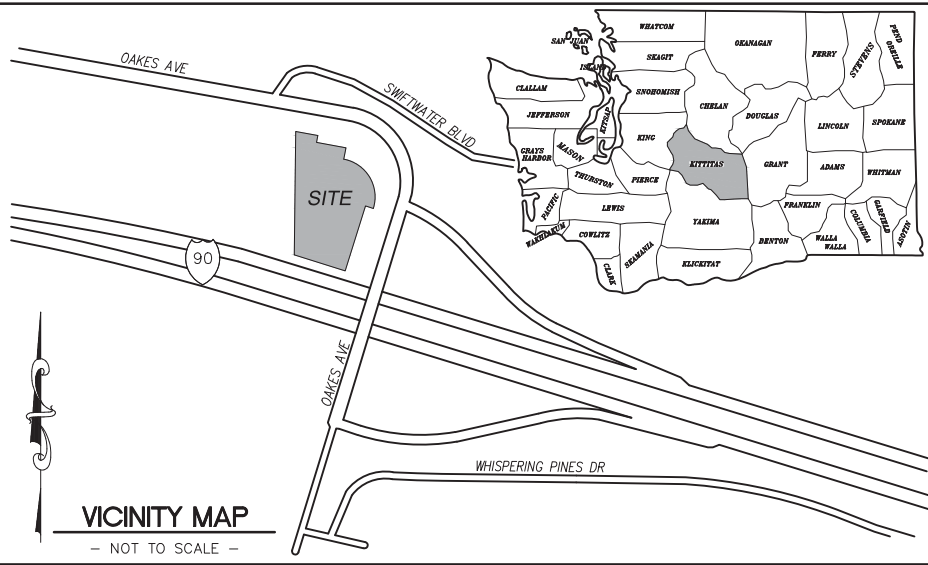 OAKES AVE
SWIFTWATER BLVD
SITE
90
OAKES AVE
WHISPERING PINES DR
VICINITY MAP
- NOT TO SCALE -
WHATCOM
SAN JUAN
SKAGIT
ISLAND
OKANAGAN
FERRY
STEVENS
PEND
OREILLE
CLALLAM
SNOHOMISH
CHELAN
JEFFERSON
KITSAP
DOUGLAS
LINCOLN
SPOKANE
KING
GRAYS
HARBOR
MASON
KITTITAS
GRANT
ADAMS
WHITMAN
THURSTON
PIERCE
PACIFIC
LEWIS
YAKIMA
FRANKLIN
WAHKIAKUM
COWLITZ
SKAMANIA
BENTON
WALLA
WALLA
COLUMBIA
GARFIELD
ASOTIN
CLARK
KLICKITAT